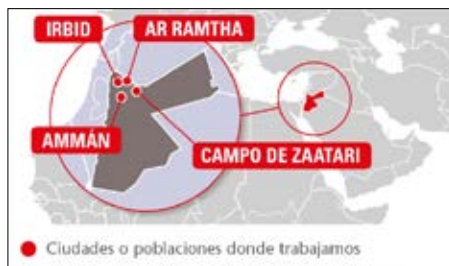 IRBID
AR RAMTHA
AMMÁN
CAMPO DE ZAATARI
Ciudades o poblaciones donde trabajamos